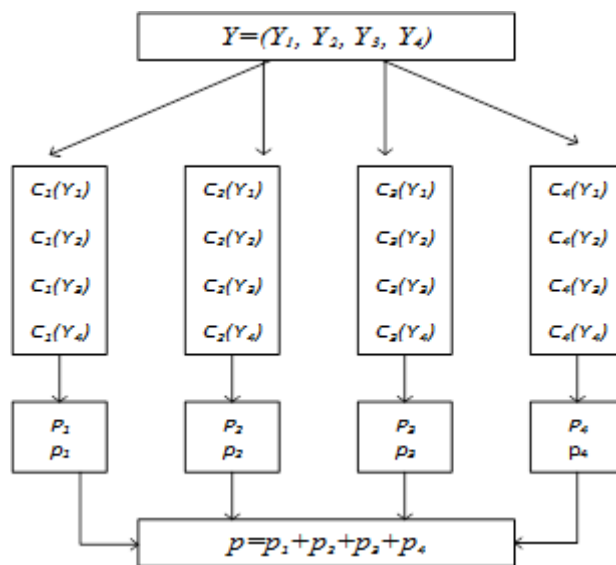 Y=(Y₁, Y₂, Y₃, Y₄)
C₁(Y₁)
C₁(Y₂)
C₁(Y₃)
C₁(Y₄)
C₂(Y₁)
C₂(Y₂)
C₂(Y₃)
C₂(Y₄)
C₃(Y₁)
C₃(Y₂)
C₃(Y₃)
C₃(Y₄)
C₄(Y₁)
C₄(Y₂)
C₄(Y₃)
C₄(Y₄)
P₁
p₁
P₂
p₂
P₃
p₃
P₄
p₄
p=p₁+p₂+p₃+p₄